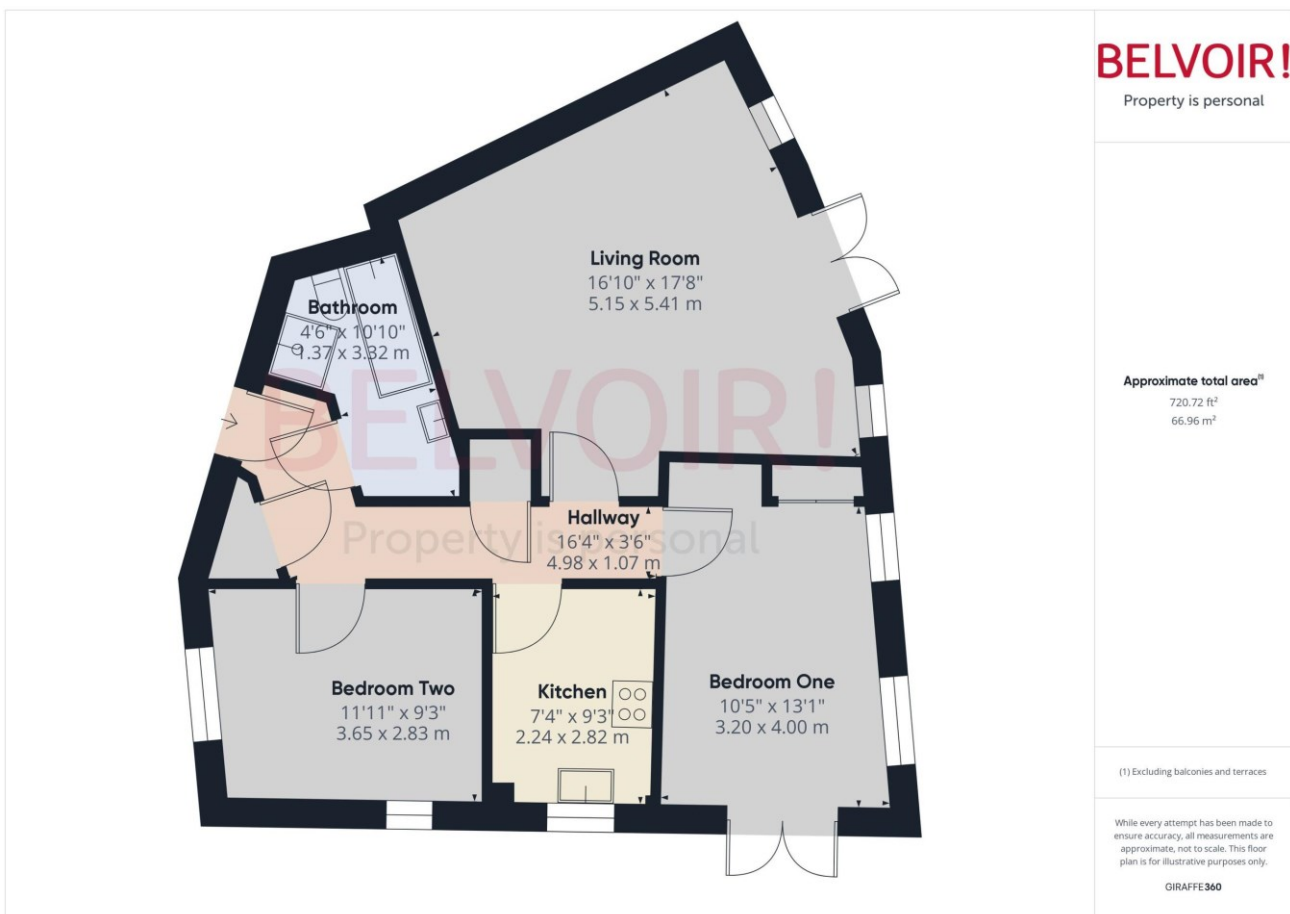 BELVOIR!
Property is personal
Living Room
16'10" x 17'8"
5.15 x 5.41 m
Bathroom
4'6" x 10'10"
1.37 x 3.32 m
BELVOIR!
Property is personal
Hallway
16'4" x 3'6"
4.98 x 1.07 m
Bedroom Two
11'11" x 9'3"
3.65 x 2.83 m
Kitchen
7'4" x 9'3"
2.24 x 2.82 m
Bedroom One
10'5" x 13'1"
3.20 x 4.00 m
Approximate total area⁽¹⁾
720.72 ft²
66.96 m²
(1) Excluding balconies and terraces
While every attempt has been made to
ensure accuracy, all measurements are
approximate, not to scale. This floor
plan is for illustrative purposes only.
GIRAFFE360